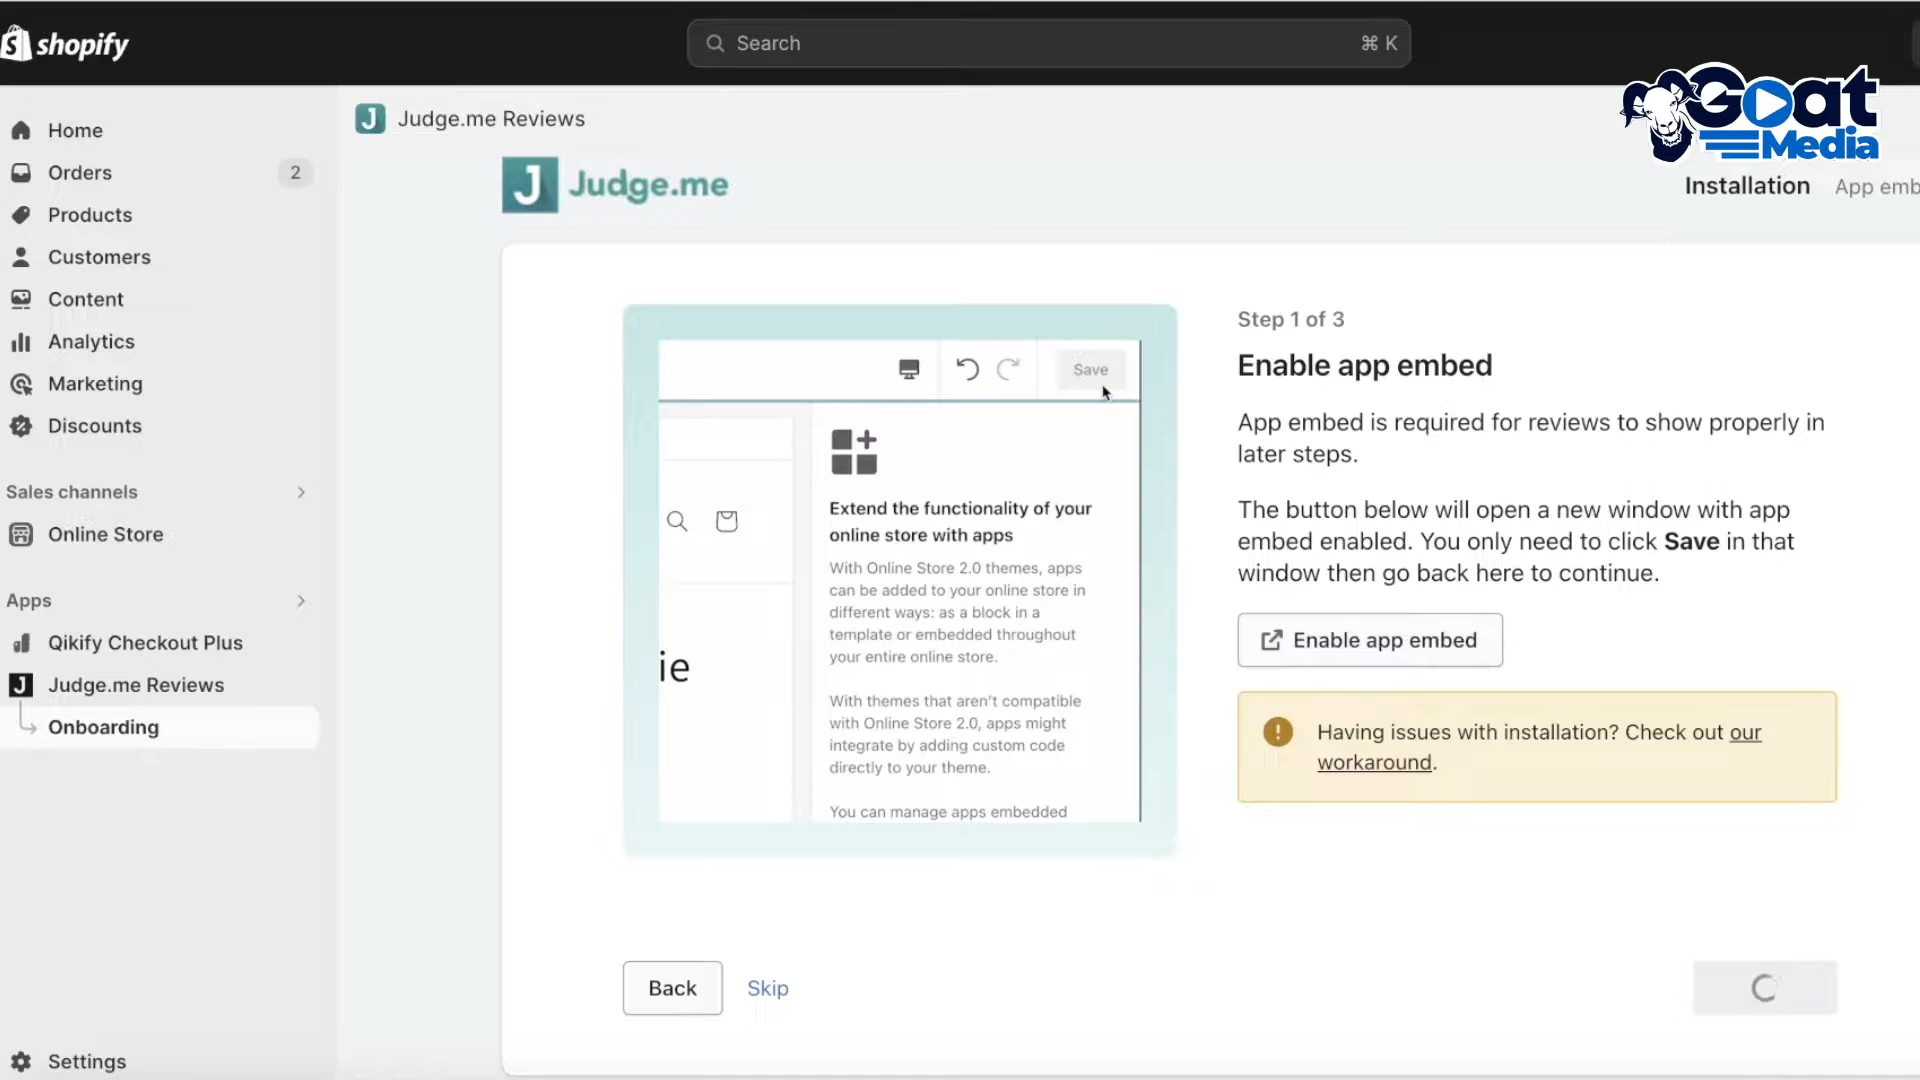 shopify
Search
⌘ K
Goat
Media
Home
Orders
2
Products
Customers
Content
Analytics
Marketing
Discounts
Sales channels
Online Store
Apps
Qikify Checkout Plus
Judge.me Reviews
Onboarding
Settings
Judge.me Reviews
Judge.me
Installation
App emb
Save
Extend the functionality of your
online store with apps
With Online Store 2.0 themes, apps
can be added to your online store in
different ways: as a block in a
template or embedded throughout
your entire online store.
ie
With themes that aren't compatible
with Online Store 2.0, apps might
integrate by adding custom code
directly to your theme.
You can manage apps embedded
Step 1 of 3
Enable app embed
App embed is required for reviews to show properly in
later steps.
The button below will open a new window with app
embed enabled. You only need to click Save in that
window then go back here to continue.
Enable app embed
Having issues with installation? Check out our
workaround.
Back
Skip